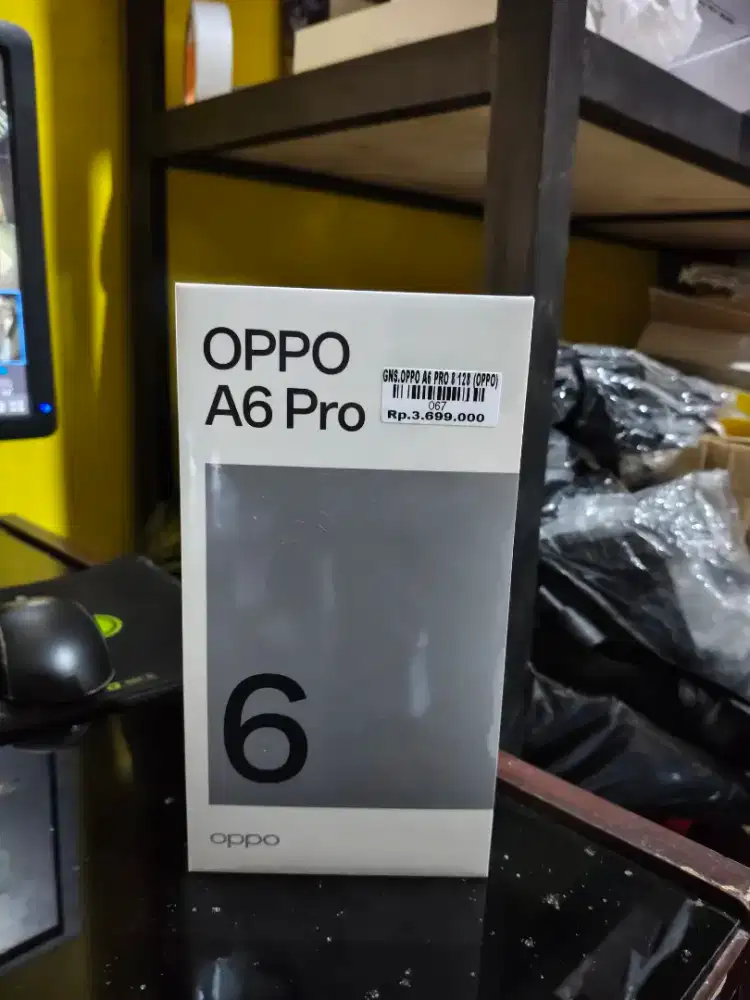 OPPO
A6 Pro
GNS.OPPO A6 PRO 8 128 (OPPO)
067
Rp.3.699.000
6
oppo